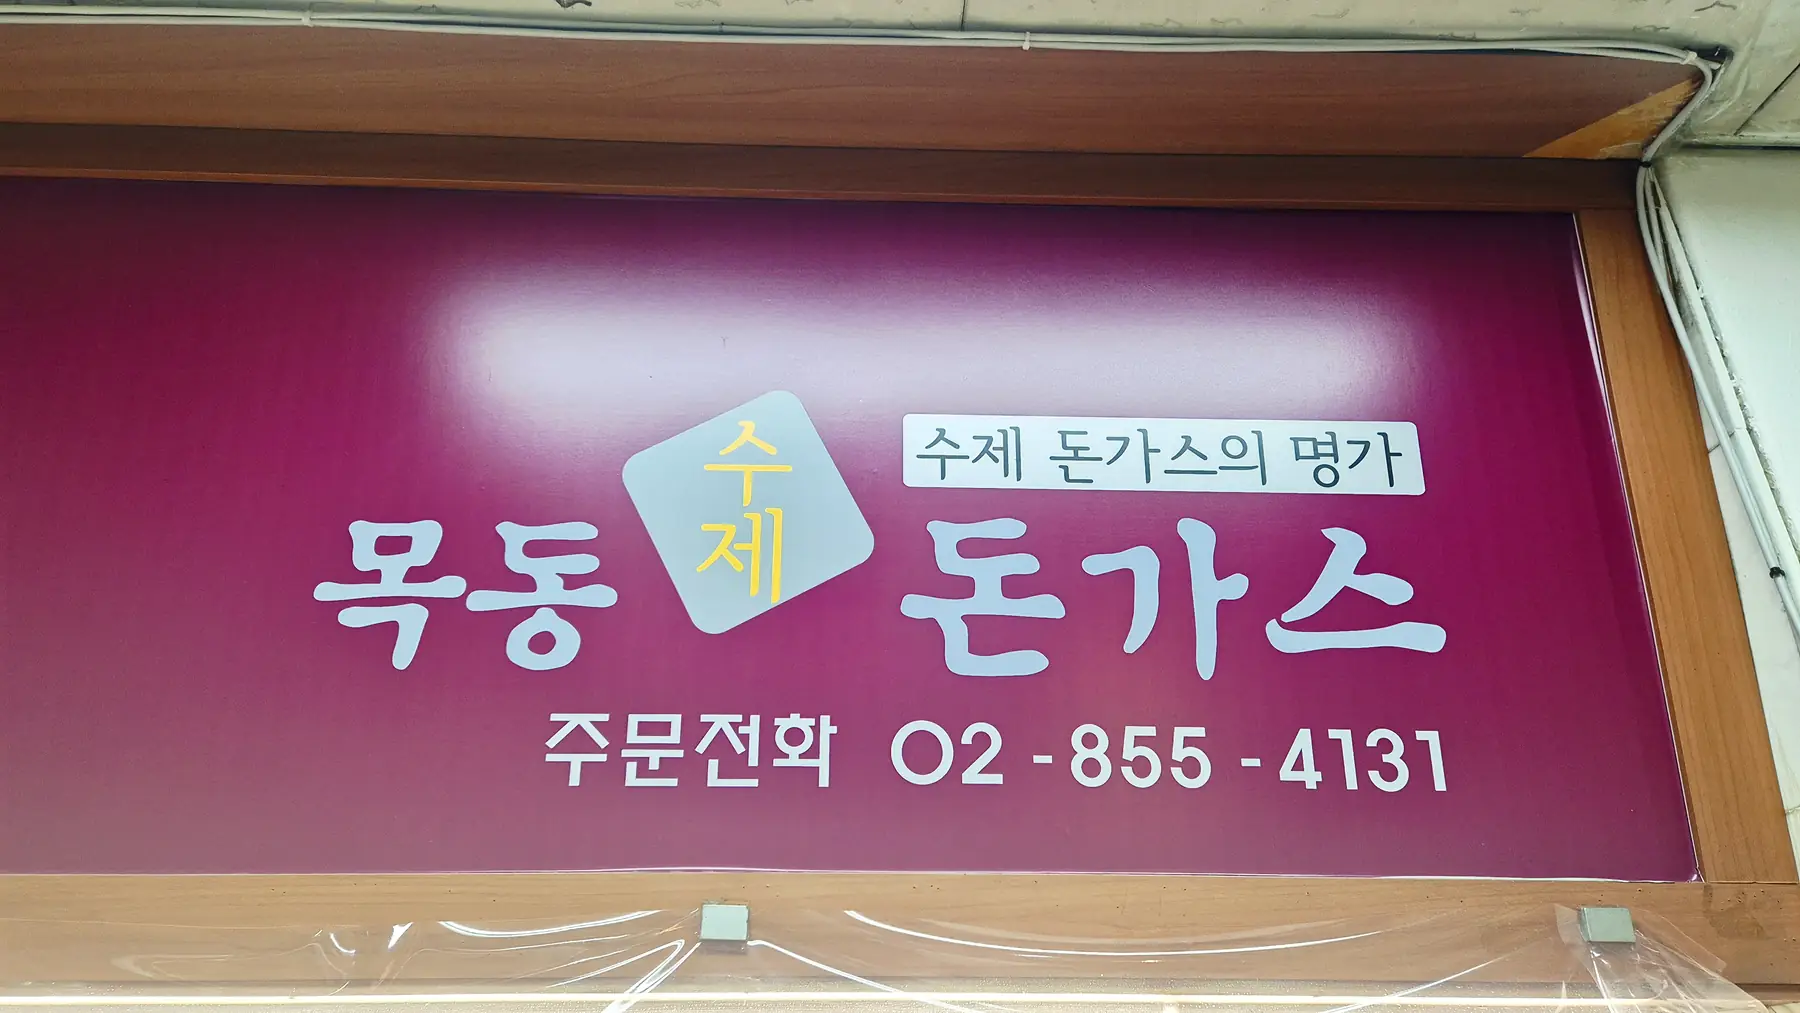 수제 돈가스의 명가
목동 수제 돈가스
주문전화 02-855-4131